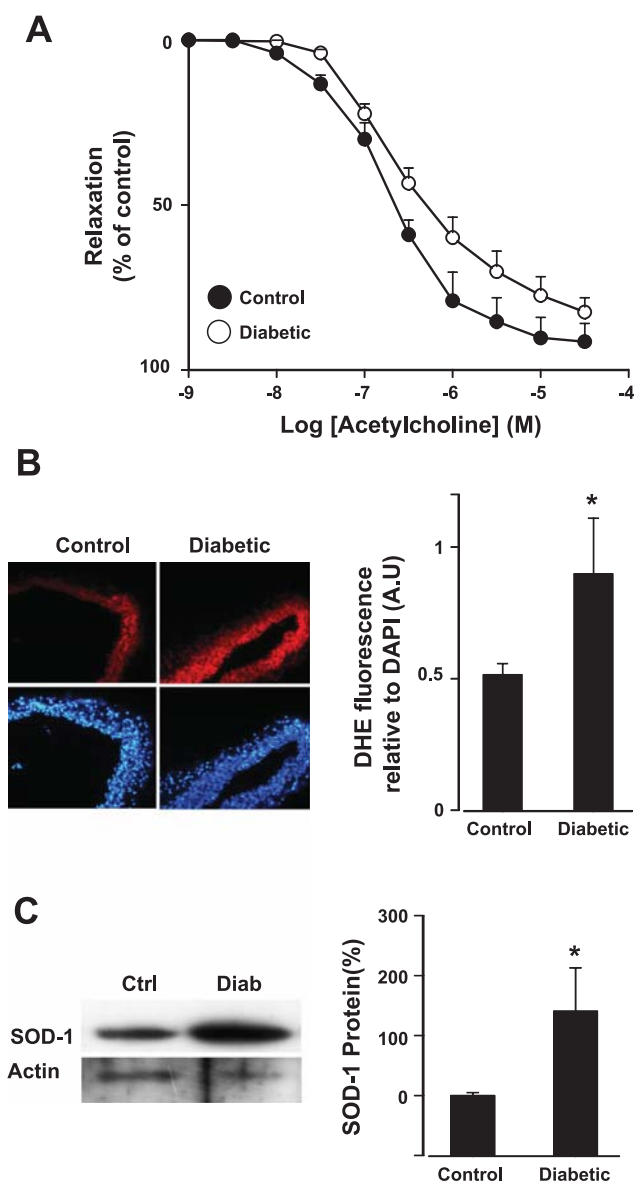 A
Relaxation
(% of control)
0
50
100
Control
Diabetic
-9 -8 -7 -6 -5 -4
Log [Acetylcholine] (M)
B
Control Diabetic
DHE fluorescence
relative to DAPI (A.U)
1
0.5
0
*
Control Diabetic
C
Ctrl Diab
SOD-1
Actin
SOD-1 Protein(%)
300
200
100
0
*
Control Diabetic